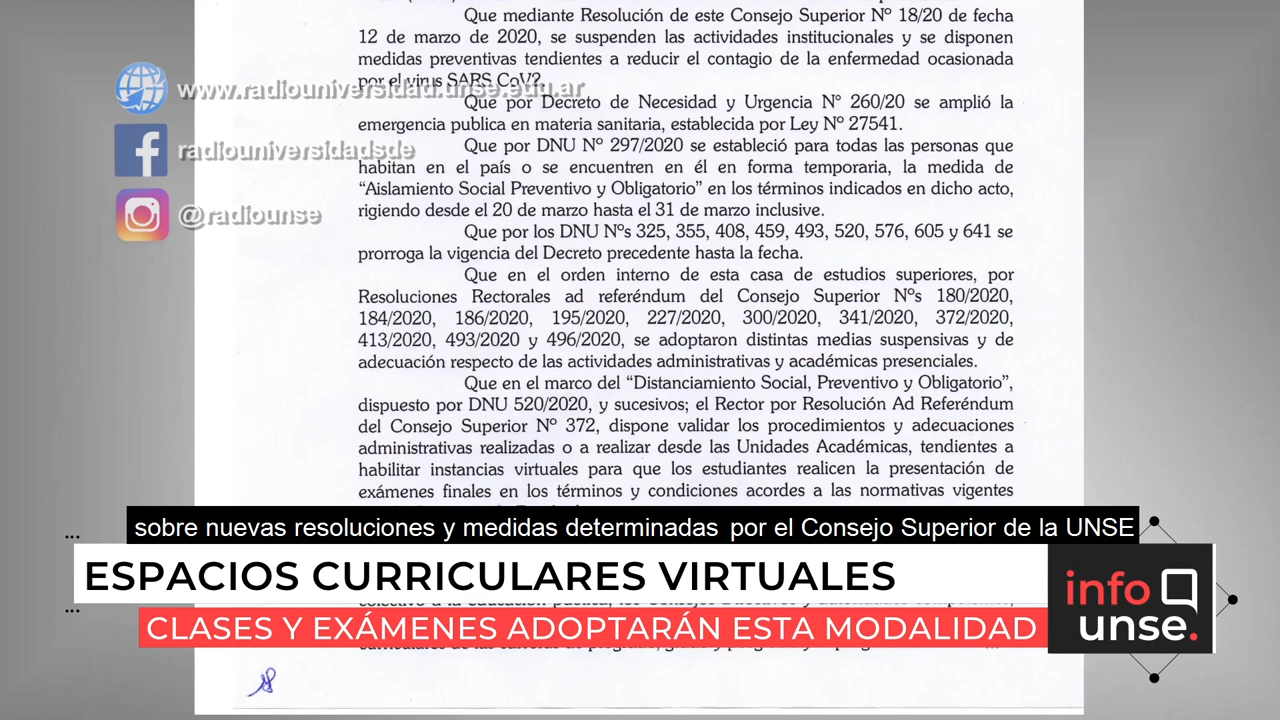 Que mediante Resolución de este Consejo Superior Nº 18/20 de fecha
12 de marzo de 2020, se suspenden las actividades institucionales y se disponen
medidas preventivas tendientes a reducir el contagio de la enfermedad ocasionada
por el virus SARS CoV2.
www.radiouniversidad.unse.edu.ar
Que por Decreto de Necesidad y Urgencia N° 260/20 se amplió la
emergencia publica en materia sanitaria, establecida por Ley Nº 27541.
Que por DNU Nº 297/2020 se estableció para todas las personas que
radiouniversidadsde
habitan en el país o se encuentren en él en forma temporaria, la medida de
“Aislamiento Social Preventivo y Obligatorio” en los términos indicados en dicho acto,
rigiendo desde el 20 de marzo hasta el 31 de marzo inclusive.
@radiounse
Que por los DNU Nºs 325, 355, 408, 459, 493, 520, 576, 605 y 641 se
prorroga la vigencia del Decreto precedente hasta la fecha.
Que en el orden interno de esta casa de estudios superiores, por
Resoluciones Rectorales ad referéndum del Consejo Superior Nºs 180/2020,
184/2020, 186/2020, 195/2020, 227/2020, 300/2020, 341/2020, 372/2020,
413/2020, 493/2020 y 496/2020, se adoptaron distintas medias suspensivas y de
adecuación respecto de las actividades administrativas y académicas presenciales.
Que en el marco del “Distanciamiento Social, Preventivo y Obligatorio”,
dispuesto por DNU 520/2020, y sucesivos; el Rector por Resolución Ad Referéndum
del Consejo Superior Nº 372, dispone validar los procedimientos y adecuaciones
administrativas realizadas o a realizar desde las Unidades Académicas, tendientes a
habilitar instancias virtuales para que los estudiantes realicen la presentación de
exámenes finales en los términos y condiciones acordes a las normativas vigentes
sobre nuevas resoluciones y medidas determinadas por el Consejo Superior de la UNSE
ESPACIOS CURRICULARES VIRTUALES
CLASES Y EXÁMENES ADOPTARÁN ESTA MODALIDAD
info
unse.